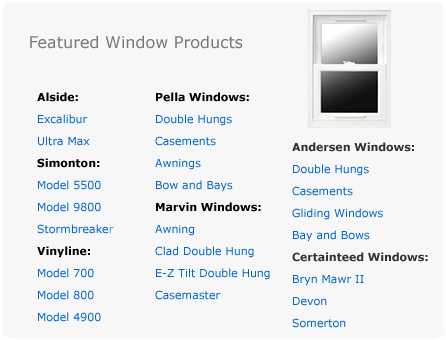 Featured Window Products
Alside:
Excalibur
Ultra Max
Simonton:
Model 5500
Model 9800
Stormbreaker
Vinyline:
Model 700
Model 800
Model 4900
Pella Windows:
Double Hungs
Casements
Awnings
Bow and Bays
Marvin Windows:
Awning
Clad Double Hung
E-Z Tilt Double Hung
Casemaster
Andersen Windows:
Double Hungs
Casements
Gliding Windows
Bay and Bows
Certainteed Windows:
Bryn Mawr II
Devon
Somerton